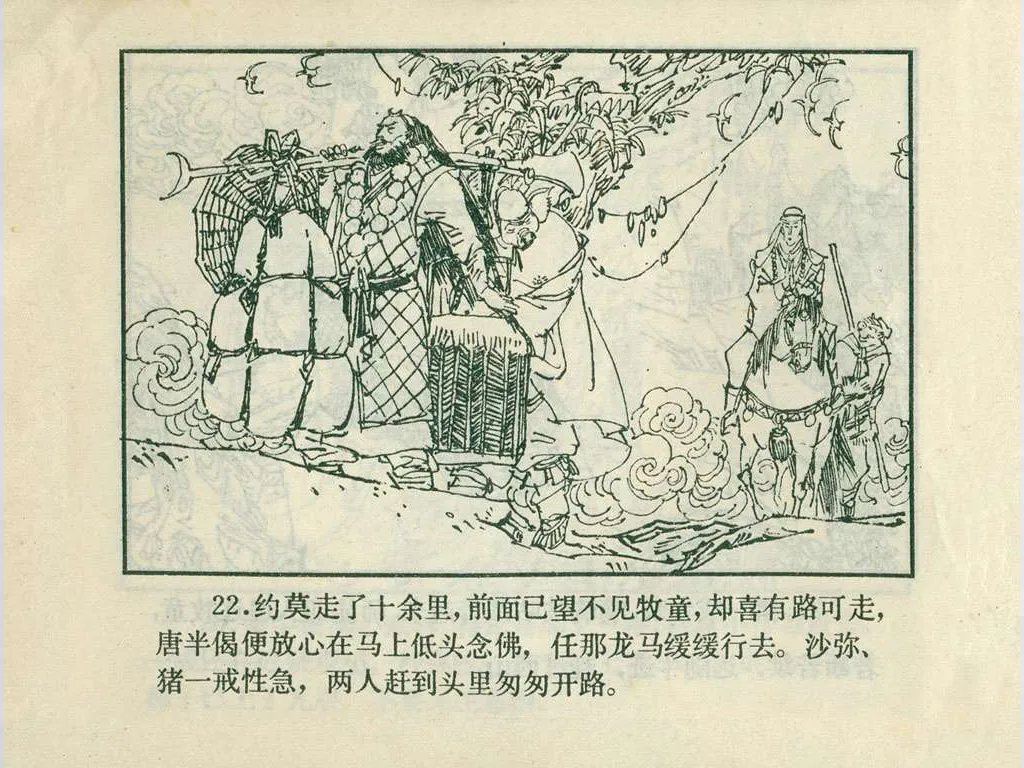 22.约莫走了十余里,前面已望不见牧童,却喜有路可走,
唐半偈便放心在马上低头念佛,任那龙马缓缓行去。沙弥、
猪一戒性急,两人赶到头里匆匆开路。